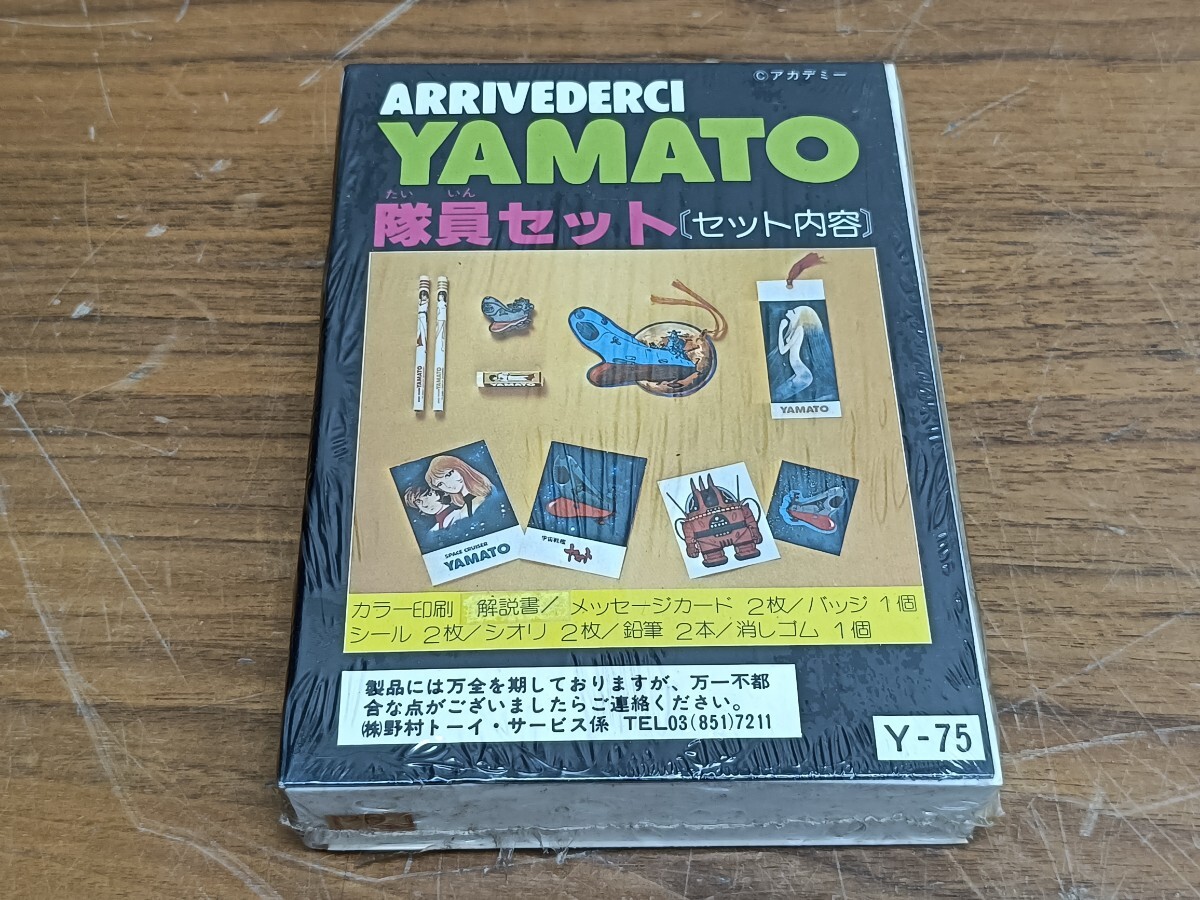 ©アカデミー
ARRIVEDERCI
YAMATO
たい いん
隊員セット〔セット内容〕
YAMATO
YAMATO
YAMATO
YAMATO
SPACE CRUISER
YAMATO
宇宙戦艦
ヤマト
カラー印刷 解説書／ メッセージカード 2枚／バッジ 1個
シール 2枚／シオリ 2枚／鉛筆 2本／消しゴム 1個
製品には万全を期しておりますが、万一不都
合な点がございましたらご連絡ください。
㈱野村トーイ・サービス係 TEL03(851)7211
Y-75